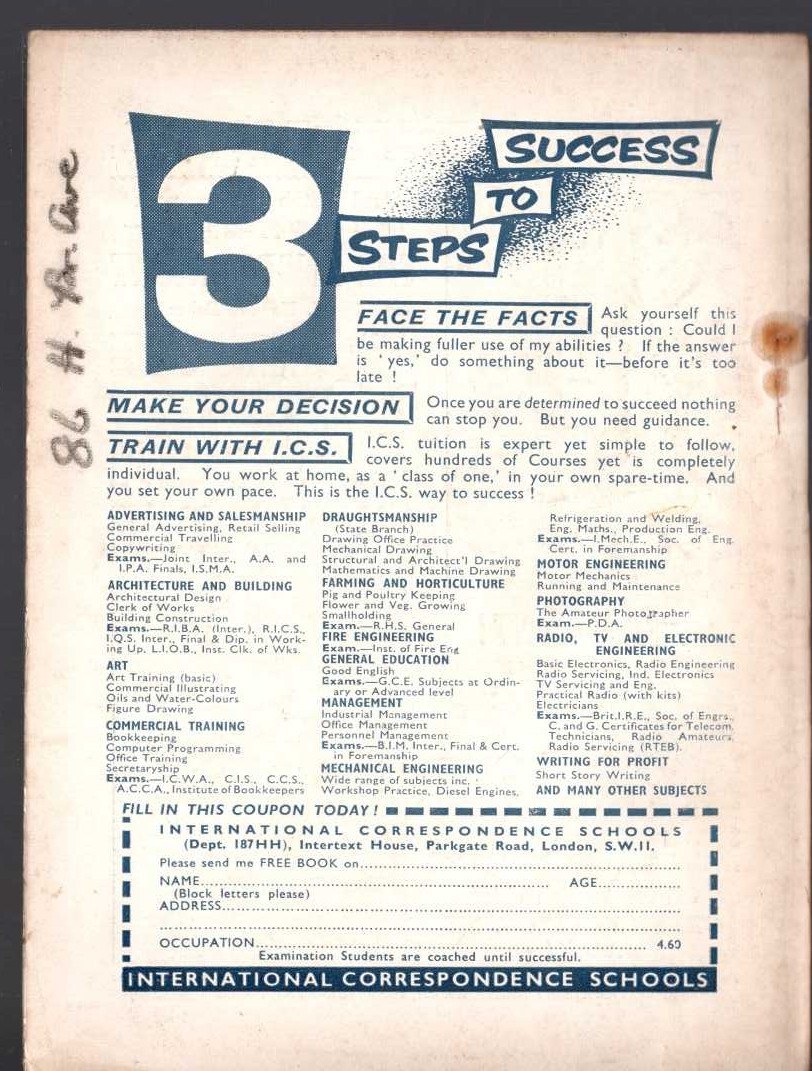 3
STEPS
TO
SUCCESS
FACE THE FACTS
Ask yourself this
question : Could I
be making fuller use of my abilities ? If the answer
is ' yes,' do something about it—before it's too
late !
MAKE YOUR DECISION
Once you are determined to succeed nothing
can stop you. But you need guidance.
TRAIN WITH I.C.S.
I.C.S. tuition is expert yet simple to follow,
covers hundreds of Courses yet is completely
individual. You work at home, as a ' class of one,' in your own spare-time. And
you set your own pace. This is the I.C.S. way to success !
ADVERTISING AND SALESMANSHIP
General Advertising, Retail Selling
Commercial Travelling
Copywriting
Exams.—Joint Inter., A.A. and
I.P.A. Finals, I.S.M.A.
ARCHITECTURE AND BUILDING
Architectural Design
Clerk of Works
Building Construction
Exams.—R.I.B.A. (Inter.), R.I.C.S.,
I.Q.S. Inter., Final & Dip. in Work-
ing Up. L.I.O.B., Inst. Clk. of Wks.
ART
Art Training (basic)
Commercial Illustrating
Oils and Water-Colours
Figure Drawing
COMMERCIAL TRAINING
Bookkeeping
Computer Programming
Office Training
Secretaryship
Exams.—I.C.W.A., C.I.S., C.C.S.,
A.C.C.A., Institute of Bookkeepers
DRAUGHTSMANSHIP
(State Branch)
Drawing Office Practice
Mechanical Drawing
Structural and Architect'l Drawing
Mathematics and Machine Drawing
FARMING AND HORTICULTURE
Pig and Poultry Keeping
Flower and Veg. Growing
Smallholding
Exam.—R.H.S. General
FIRE ENGINEERING
Exam.—Inst. of Fire Eng
GENERAL EDUCATION
Good English
Exams.—G.C.E. Subjects at Ordin-
ary or Advanced level
MANAGEMENT
Industrial Management
Office Management
Personnel Management
Exams.—B.I.M. Inter., Final & Cert.
in Foremanship
MECHANICAL ENGINEERING
Wide range of subjects inc.
Workshop Practice, Diesel Engines,
Refrigeration and Welding,
Eng. Maths., Production Eng.
Exams.—I.Mech.E., Soc. of Eng.
Cert. in Foremanship
MOTOR ENGINEERING
Motor Mechanics
Running and Maintenance
PHOTOGRAPHY
The Amateur Photographer
Exam.—P.D.A.
RADIO, TV AND ELECTRONIC
ENGINEERING
Basic Electronics, Radio Engineering
Radio Servicing, Ind. Electronics
TV Servicing and Eng.
Practical Radio (with kits)
Electricians
Exams.—Brit.I.R.E., Soc. of Engrs.,
C. and G. Certificates for Telecom.
Technicians, Radio Amateurs,
Radio Servicing (RTEB).
WRITING FOR PROFIT
Short Story Writing
AND MANY OTHER SUBJECTS
FILL IN THIS COUPON TODAY !
INTERNATIONAL CORRESPONDENCE SCHOOLS
(Dept. 187HH), Intertext House, Parkgate Road, London, S.W.11.
Please send me FREE BOOK on
NAME AGE
(Block letters please)
ADDRESS
OCCUPATION 4.60
Examination Students are coached until successful.
INTERNATIONAL CORRESPONDENCE SCHOOLS
86 H.